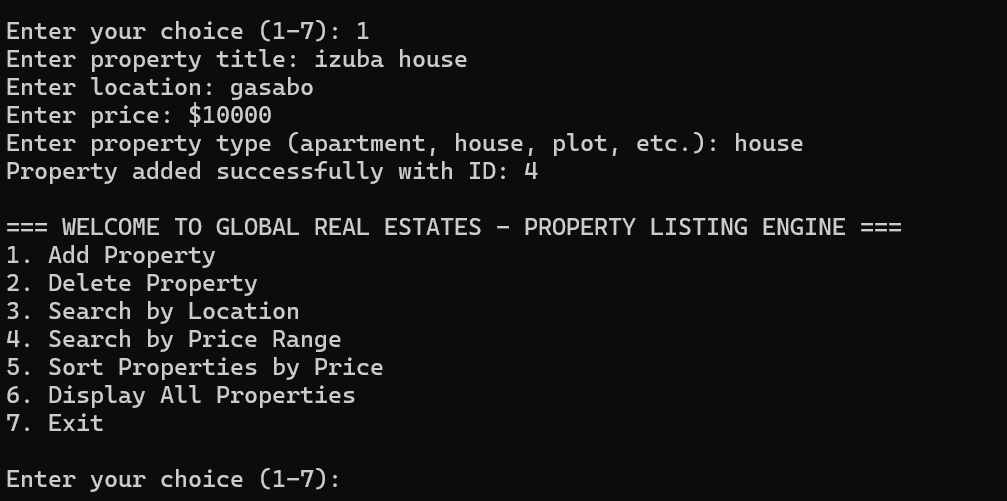 Enter your choice (1-7): 1
Enter property title: izuba house
Enter location: gasabo
Enter price: $10000
Enter property type (apartment, house, plot, etc.): house
Property added successfully with ID: 4
=== WELCOME TO GLOBAL REAL ESTATES - PROPERTY LISTING ENGINE ===
1. Add Property
2. Delete Property
3. Search by Location
4. Search by Price Range
5. Sort Properties by Price
6. Display All Properties
7. Exit
Enter your choice (1-7):